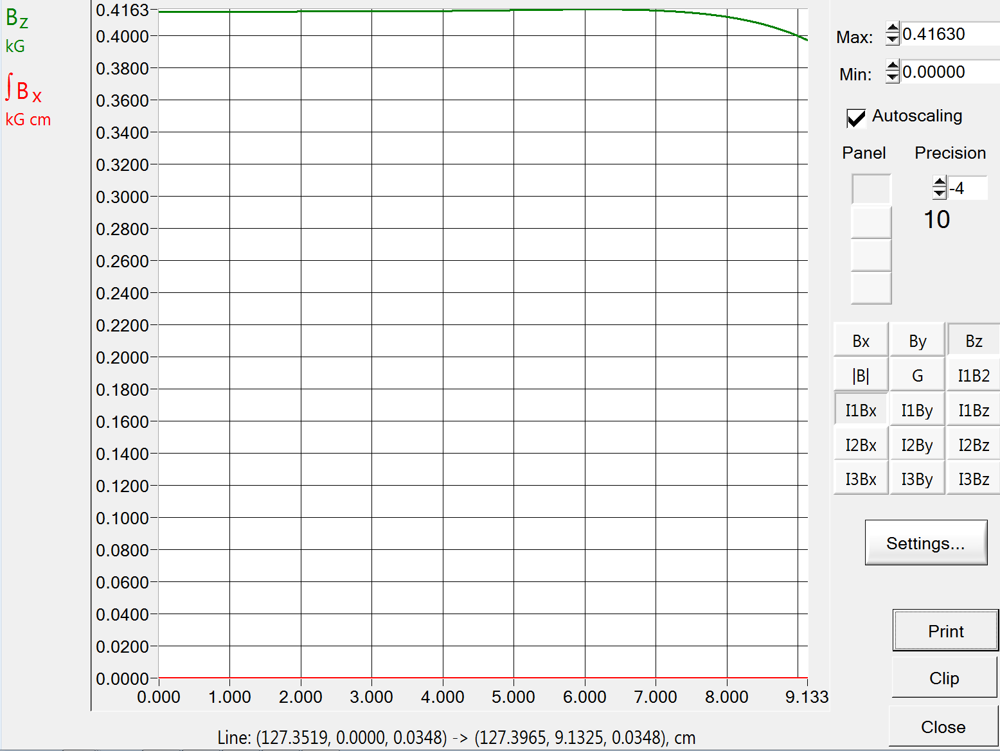 Bz
kG
∫Bx
kG cm
0.4163
0.4000
0.3800
0.3600
0.3400
0.3200
0.3000
0.2800
0.2600
0.2400
0.2200
0.2000
0.1800
0.1600
0.1400
0.1200
0.1000
0.0800
0.0600
0.0400
0.0200
0.0000
0.000 1.000 2.000 3.000 4.000 5.000 6.000 7.000 8.000 9.133
Line: (127.3519, 0.0000, 0.0348) -> (127.3965, 9.1325, 0.0348), cm
Max: 0.41630
Min: 0.00000
Autoscaling
Panel Precision
-4
10
Bx By Bz
|B| G I1B2
I1Bx I1By I1Bz
I2Bx I2By I2Bz
I3Bx I3By I3Bz
Settings...
Print
Clip
Close